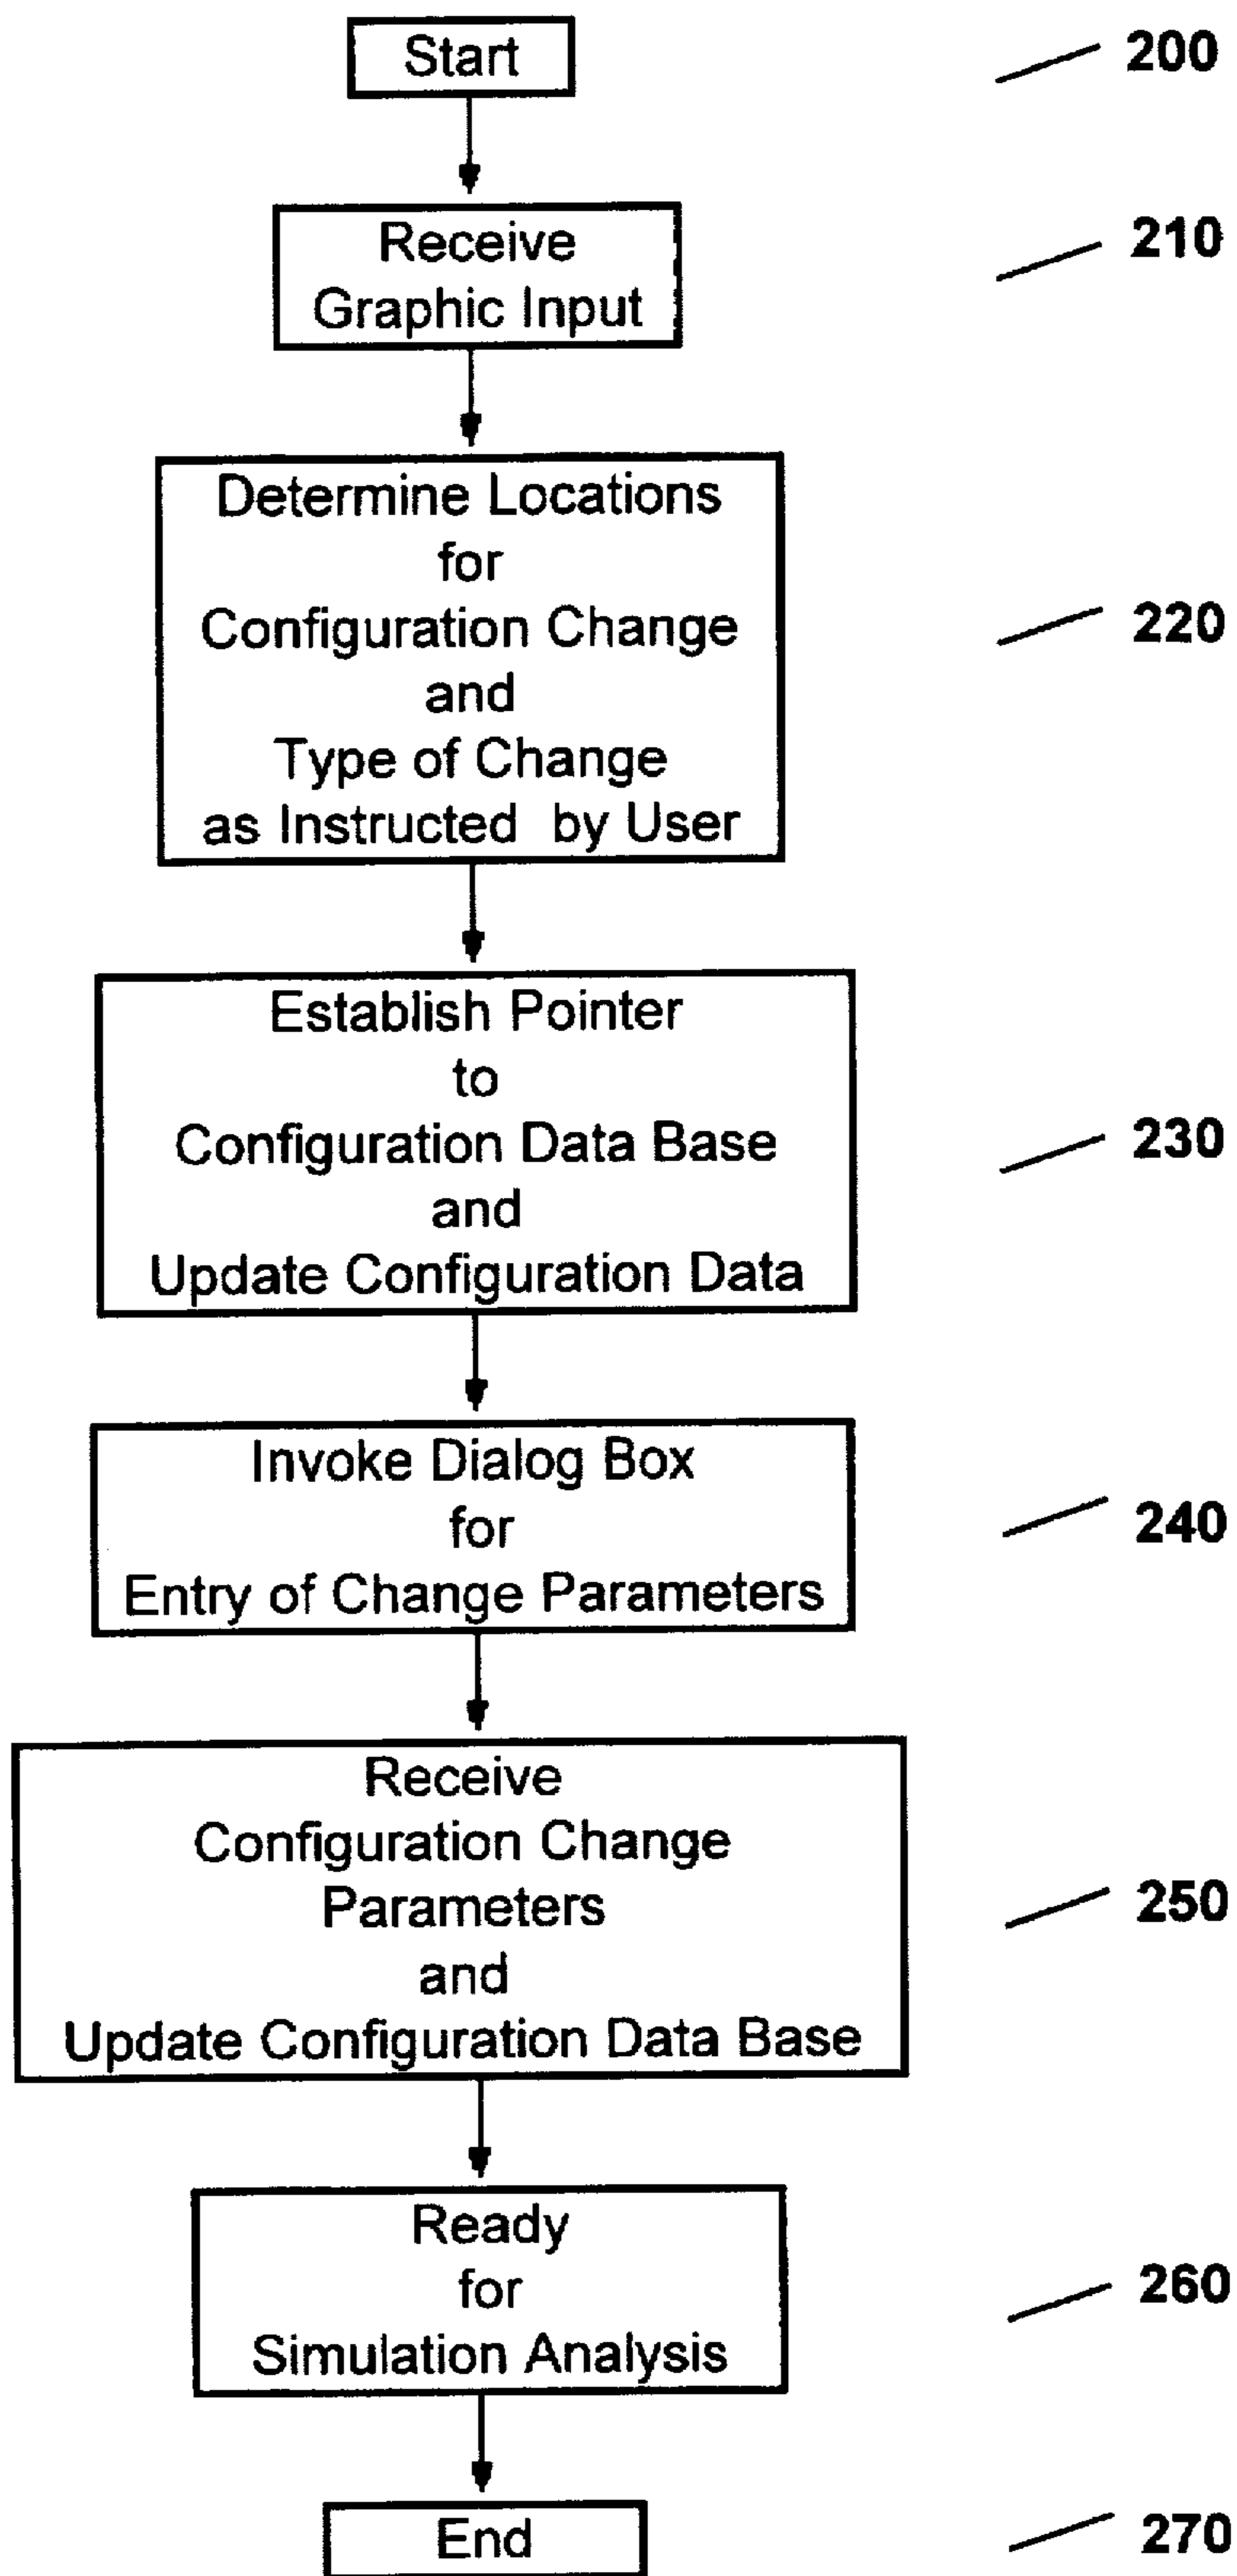 Start
200
Receive
Graphic Input
210
Determine Locations
for
Configuration Change
and
Type of Change
as Instructed by User
220
Establish Pointer
to
Configuration Data Base
and
Update Configuration Data
230
Invoke Dialog Box
for
Entry of Change Parameters
240
Receive
Configuration Change
Parameters
and
Update Configuration Data Base
250
Ready
for
Simulation Analysis
260
End
270